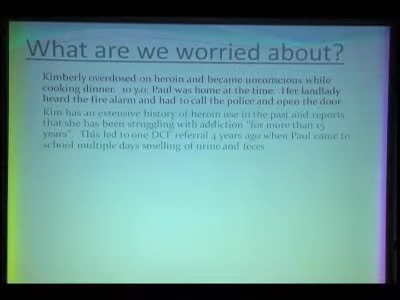 What are we worried about?
Kimberly overdosed on heroin and became unconscious while
cooking dinner. 10 y.o. Paul was home at the time. Her landlady
heard the fire alarm and had to call the police and open the door
Kim has an extensive history of heroin use in the past and reports
that she has been struggling with addiction "for more than 15
years". This led to one DCF referral 4 years ago when Paul came to
school multiple days smelling of urine and feces